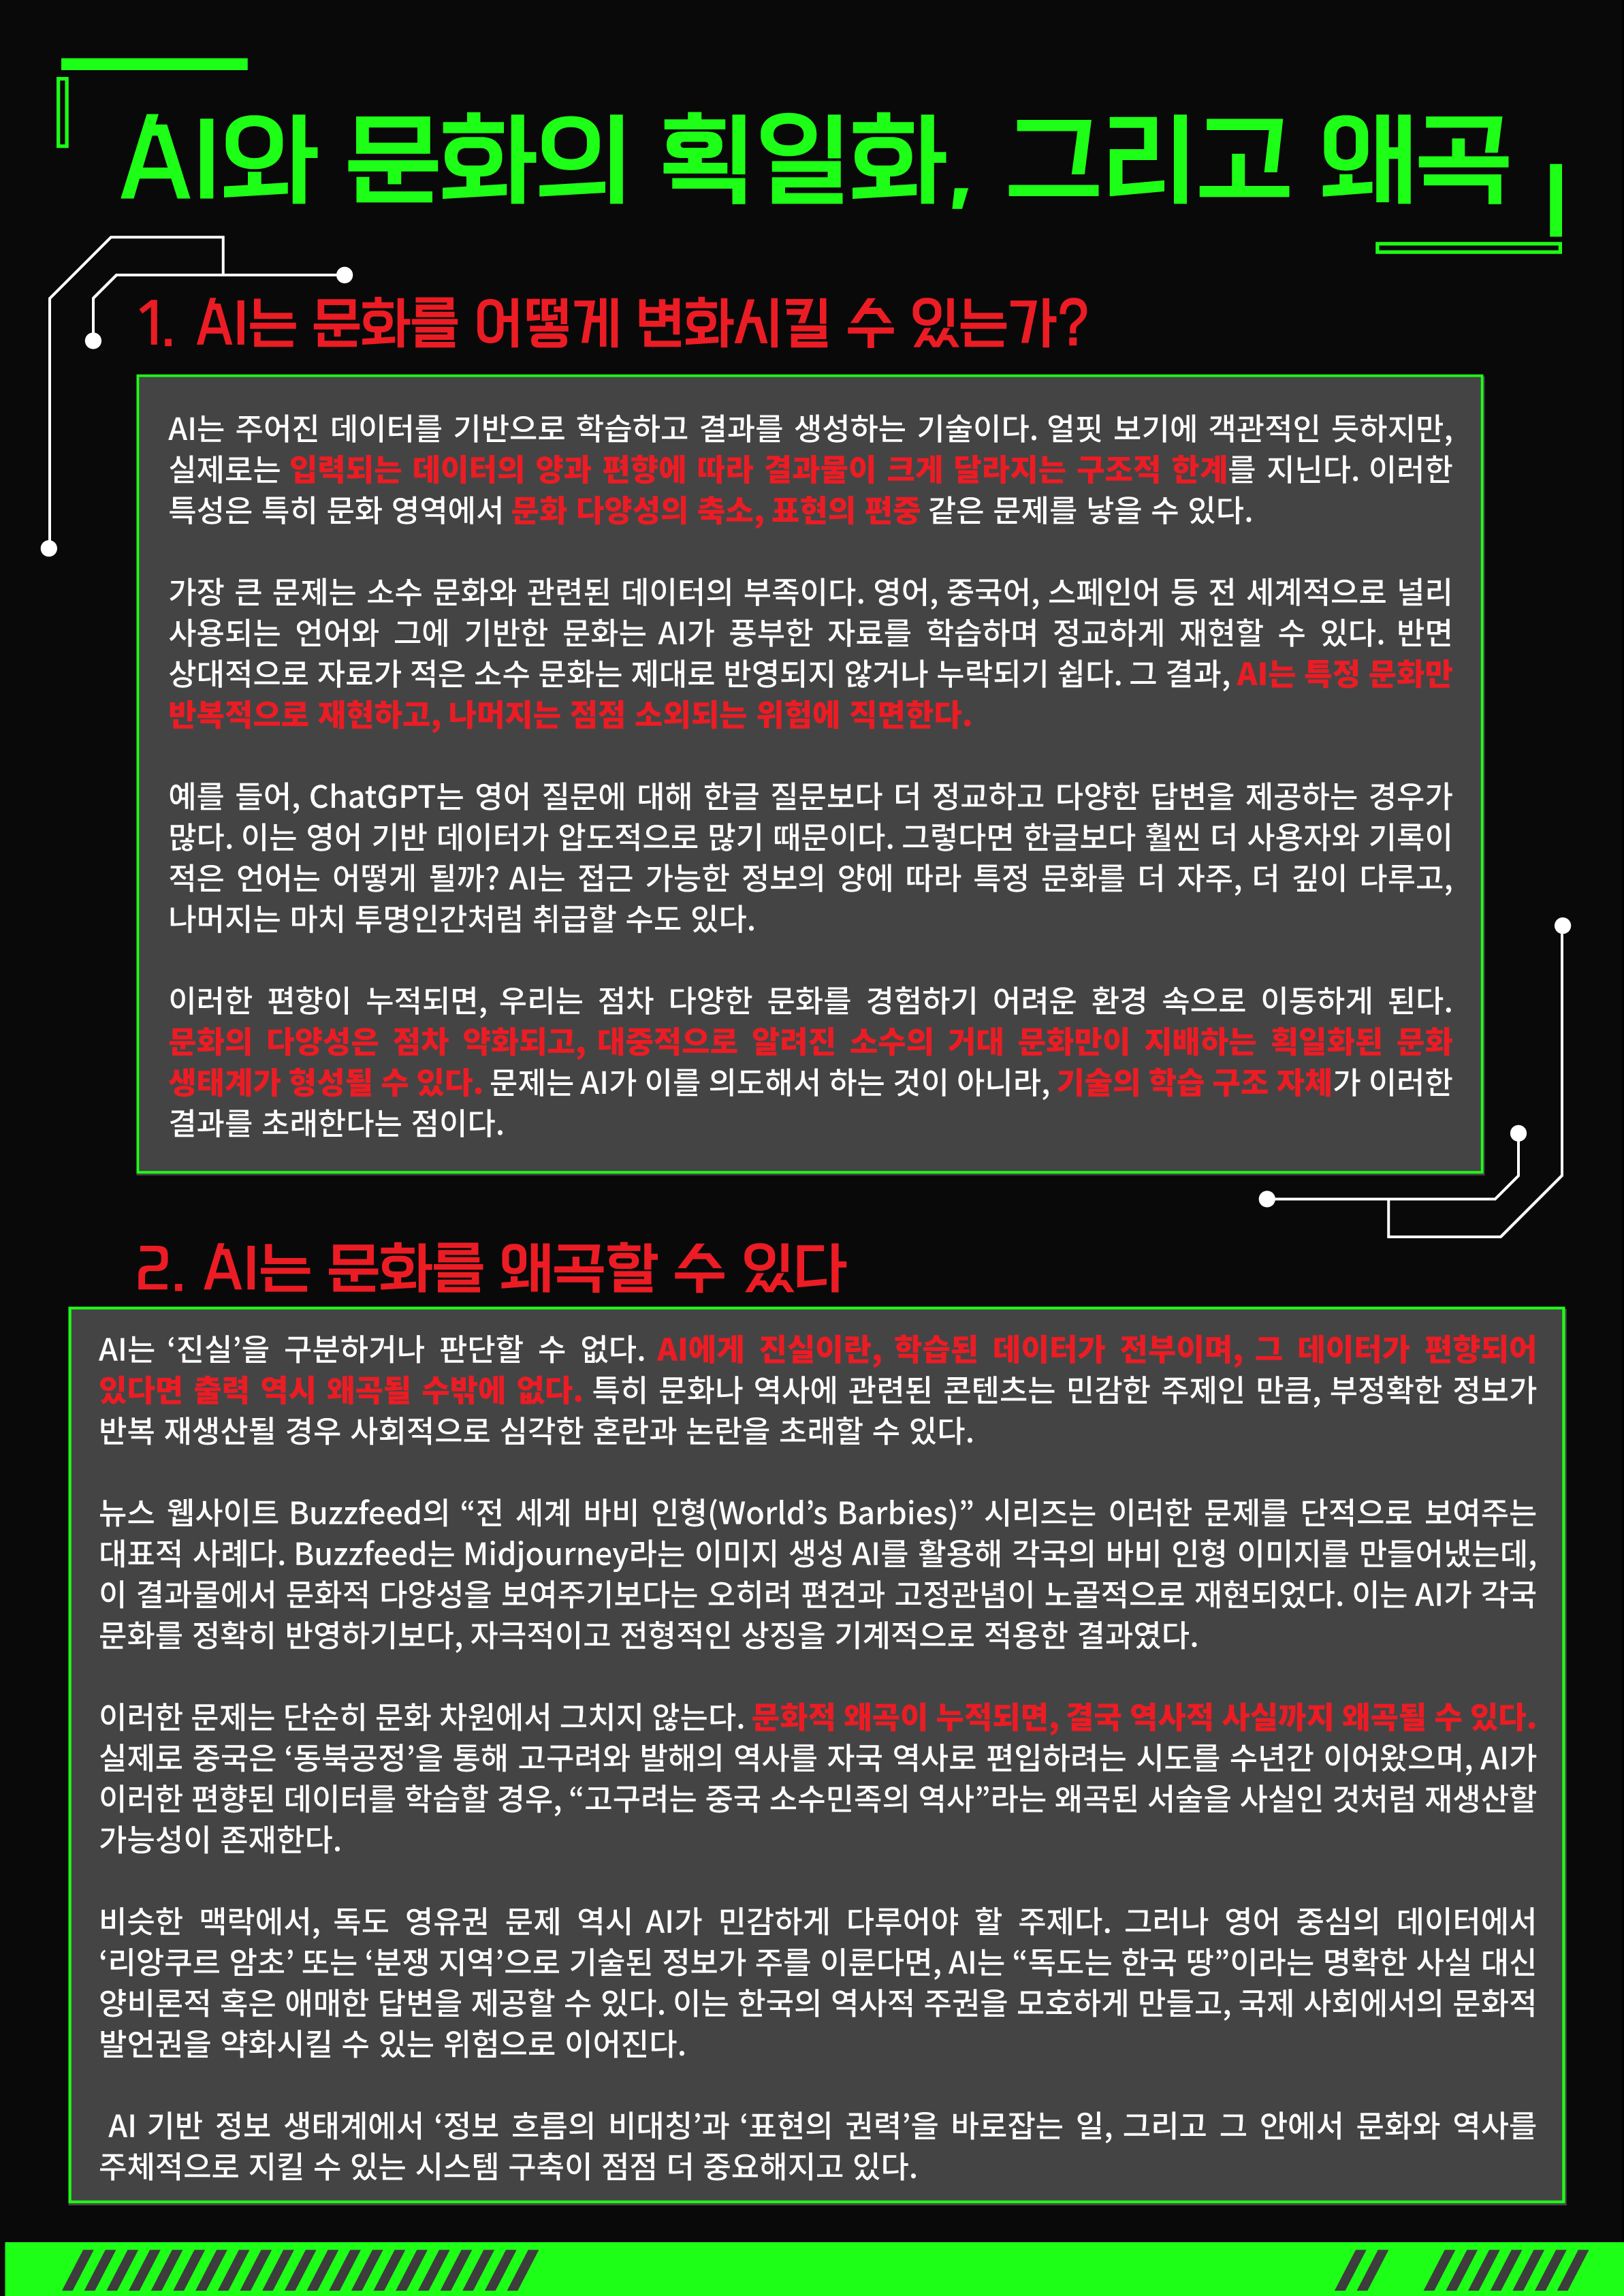 AI와 문화의 획일화, 그리고 왜곡
1. AI는 문화를 어떻게 변화시킬 수 있는가?
AI는 주어진 데이터를 기반으로 학습하고 결과를 생성하는 기술이다. 얼핏 보기에 객관적인 듯하지만,
실제로는 입력되는 데이터의 양과 편향에 따라 결과물이 크게 달라지는 구조적 한계를 지닌다. 이러한
특성은 특히 문화 영역에서 문화 다양성의 축소, 표현의 편중 같은 문제를 낳을 수 있다.
가장 큰 문제는 소수 문화와 관련된 데이터의 부족이다. 영어, 중국어, 스페인어 등 전 세계적으로 널리
사용되는 언어와 그에 기반한 문화는 AI가 풍부한 자료를 학습하며 정교하게 재현할 수 있다. 반면
상대적으로 자료가 적은 소수 문화는 제대로 반영되지 않거나 누락되기 쉽다. 그 결과, AI는 특정 문화만
반복적으로 재현하고, 나머지는 점점 소외되는 위험에 직면한다.
예를 들어, ChatGPT는 영어 질문에 대해 한글 질문보다 더 정교하고 다양한 답변을 제공하는 경우가
많다. 이는 영어 기반 데이터가 압도적으로 많기 때문이다. 그렇다면 한글보다 훨씬 더 사용자와 기록이
적은 언어는 어떻게 될까? AI는 접근 가능한 정보의 양에 따라 특정 문화를 더 자주, 더 깊이 다루고,
나머지는 마치 투명인간처럼 취급할 수도 있다.
이러한 편향이 누적되면, 우리는 점차 다양한 문화를 경험하기 어려운 환경 속으로 이동하게 된다.
문화의 다양성은 점차 약화되고, 대중적으로 알려진 소수의 거대 문화만이 지배하는 획일화된 문화
생태계가 형성될 수 있다. 문제는 AI가 이를 의도해서 하는 것이 아니라, 기술의 학습 구조 자체가 이러한
결과를 초래한다는 점이다.
2. AI는 문화를 왜곡할 수 있다
AI는 ‘진실’을 구분하거나 판단할 수 없다. AI에게 진실이란, 학습된 데이터가 전부이며, 그 데이터가 편향되어
있다면 출력 역시 왜곡될 수밖에 없다. 특히 문화나 역사에 관련된 콘텐츠는 민감한 주제인 만큼, 부정확한 정보가
반복 재생산될 경우 사회적으로 심각한 혼란과 논란을 초래할 수 있다.
뉴스 웹사이트 Buzzfeed의 “전 세계 바비 인형(World’s Barbies)” 시리즈는 이러한 문제를 단적으로 보여주는
대표적 사례다. Buzzfeed는 Midjourney라는 이미지 생성 AI를 활용해 각국의 바비 인형 이미지를 만들어냈는데,
이 결과물에서 문화적 다양성을 보여주기보다는 오히려 편견과 고정관념이 노골적으로 재현되었다. 이는 AI가 각국
문화를 정확히 반영하기보다, 자극적이고 전형적인 상징을 기계적으로 적용한 결과였다.
이러한 문제는 단순히 문화 차원에서 그치지 않는다. 문화적 왜곡이 누적되면, 결국 역사적 사실까지 왜곡될 수 있다.
실제로 중국은 ‘동북공정’을 통해 고구려와 발해의 역사를 자국 역사로 편입하려는 시도를 수년간 이어왔으며, AI가
이러한 편향된 데이터를 학습할 경우, “고구려는 중국 소수민족의 역사”라는 왜곡된 서술을 사실인 것처럼 재생산할
가능성이 존재한다.
비슷한 맥락에서, 독도 영유권 문제 역시 AI가 민감하게 다루어야 할 주제다. 그러나 영어 중심의 데이터에서
‘리앙쿠르 암초’ 또는 ‘분쟁 지역’으로 기술된 정보가 주를 이룬다면, AI는 “독도는 한국 땅”이라는 명확한 사실 대신
양비론적 혹은 애매한 답변을 제공할 수 있다. 이는 한국의 역사적 주권을 모호하게 만들고, 국제 사회에서의 문화적
발언권을 약화시킬 수 있는 위험으로 이어진다.
AI 기반 정보 생태계에서 ‘정보 흐름의 비대칭’과 ‘표현의 권력’을 바로잡는 일, 그리고 그 안에서 문화와 역사를
주체적으로 지킬 수 있는 시스템 구축이 점점 더 중요해지고 있다.